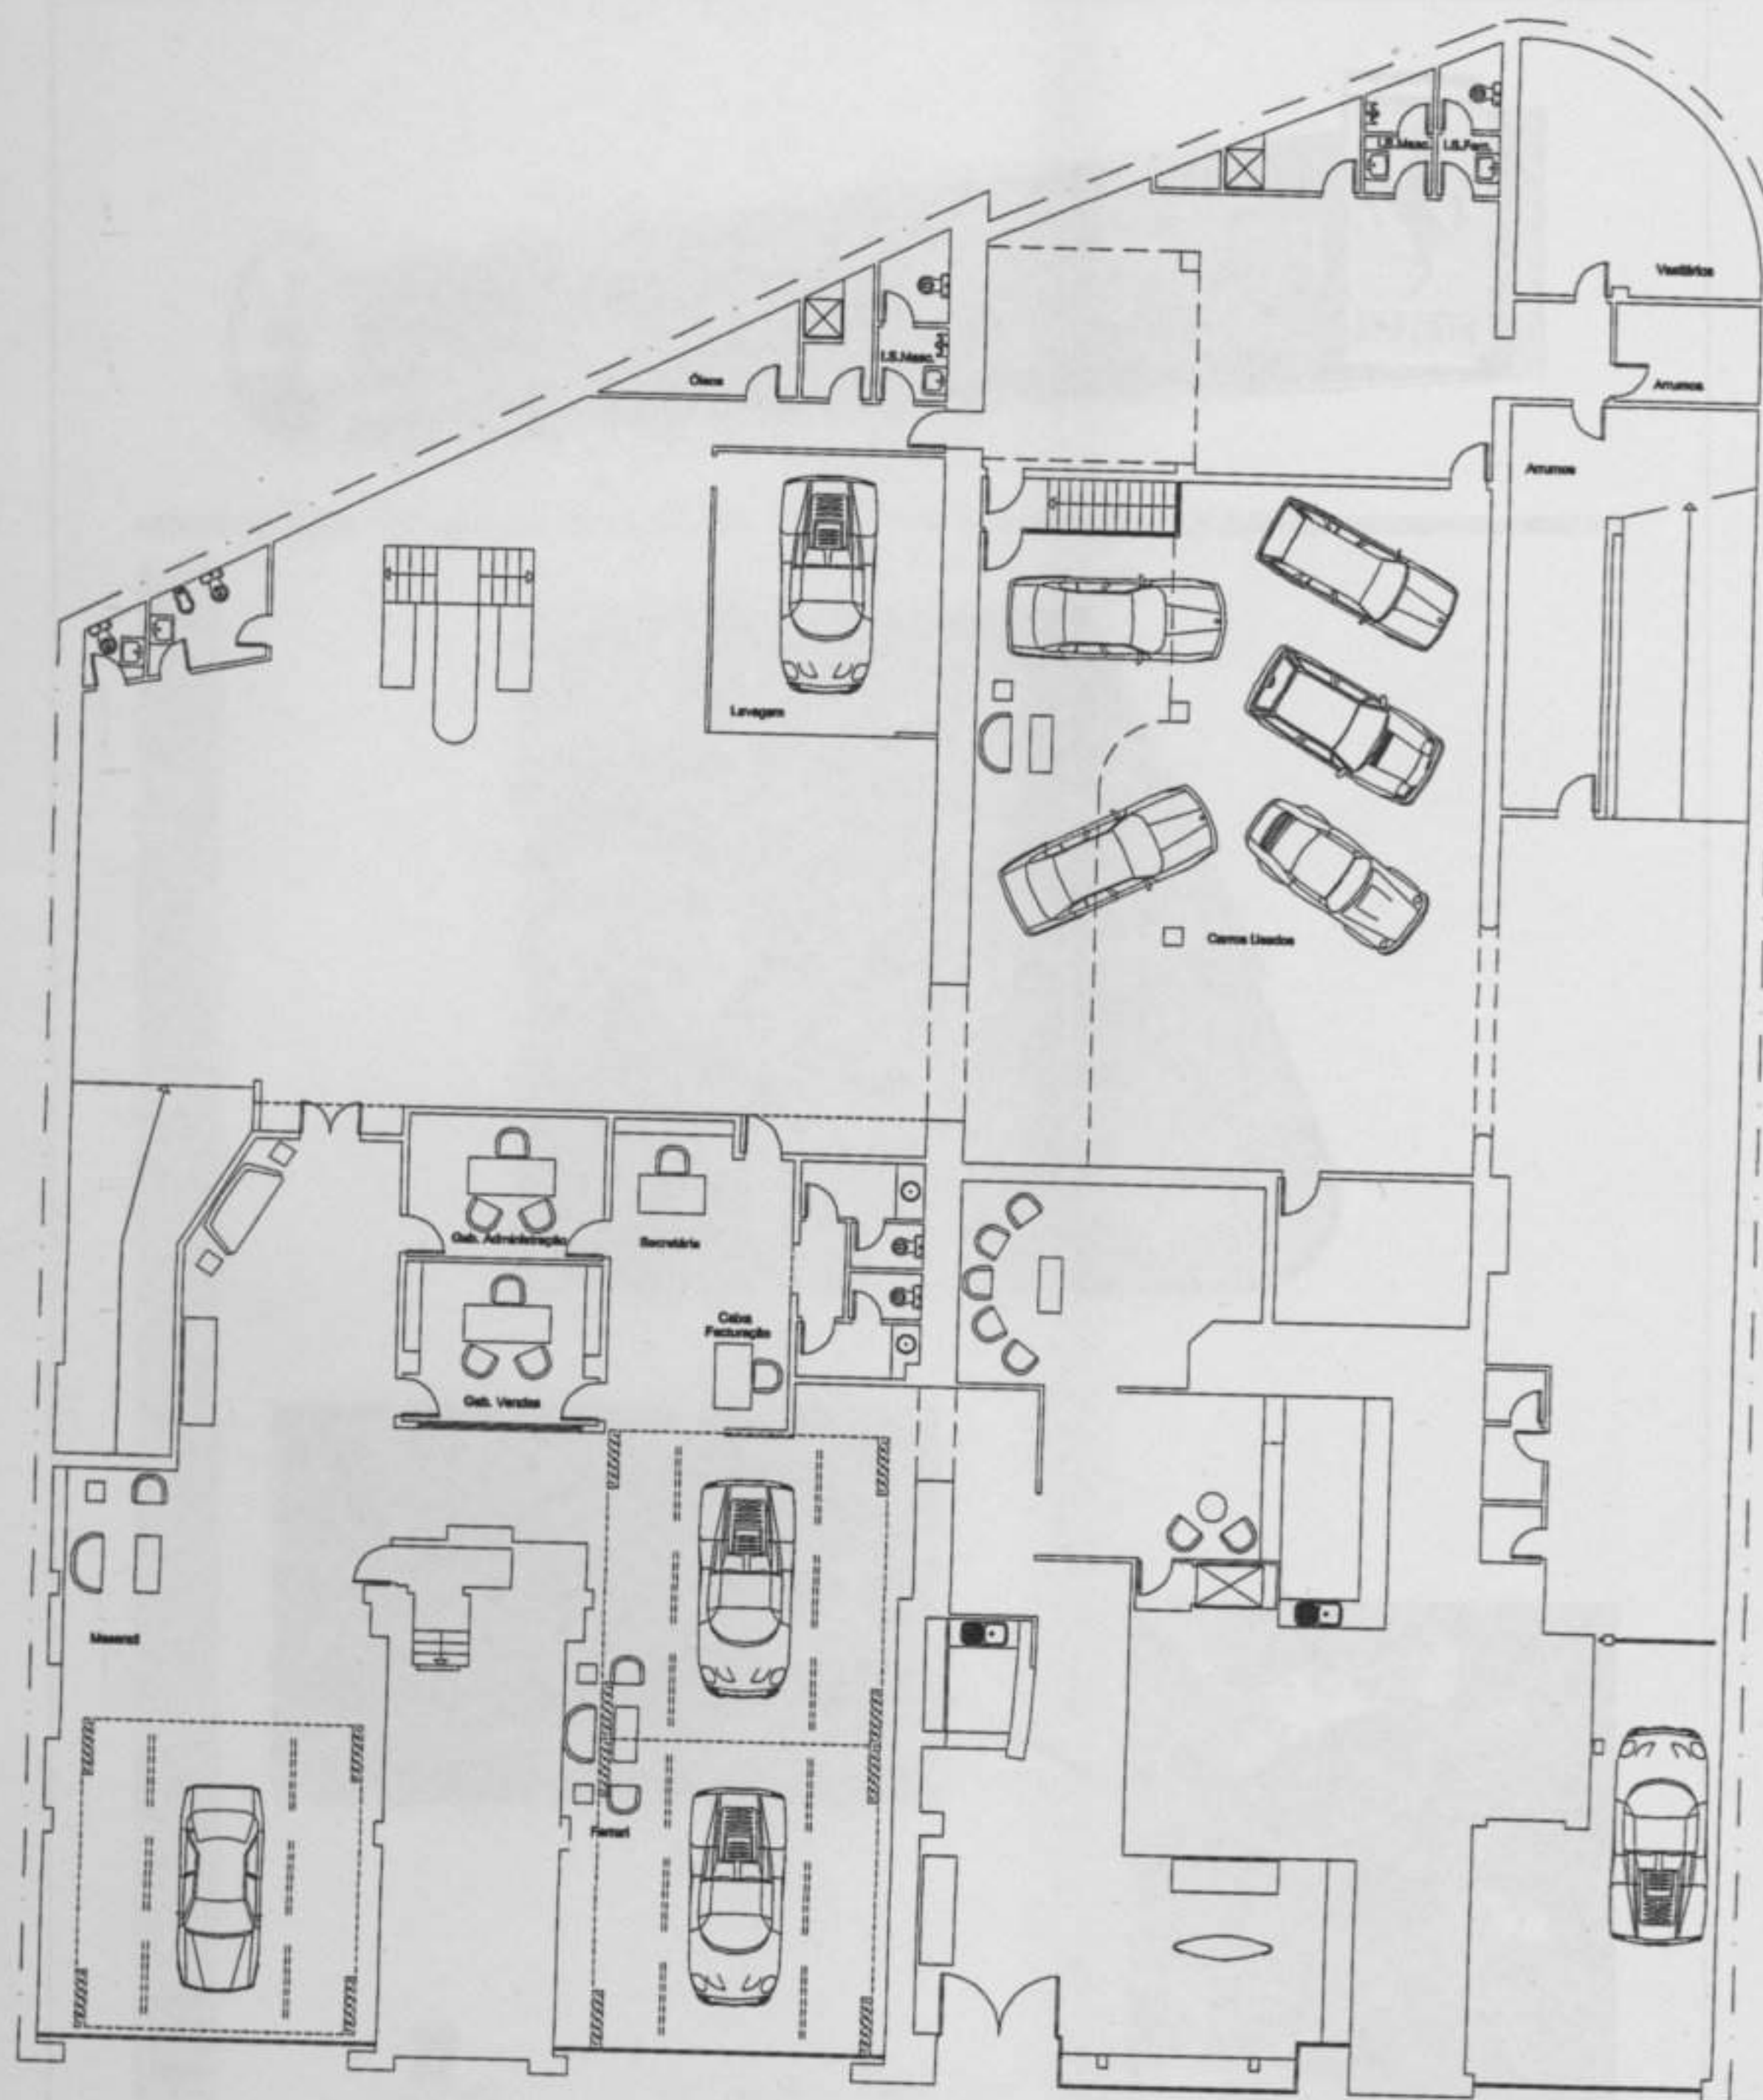 I.S.Masc.
I.S.Fem.
Vestiários
I.S.Masc.
Óleos
Arrumos
Arrumos
Lavagem
Carros Usados
Gab. Administração
Secretária
Caixa
Facturação
Gab. Vendas
Maserati
Ferrari